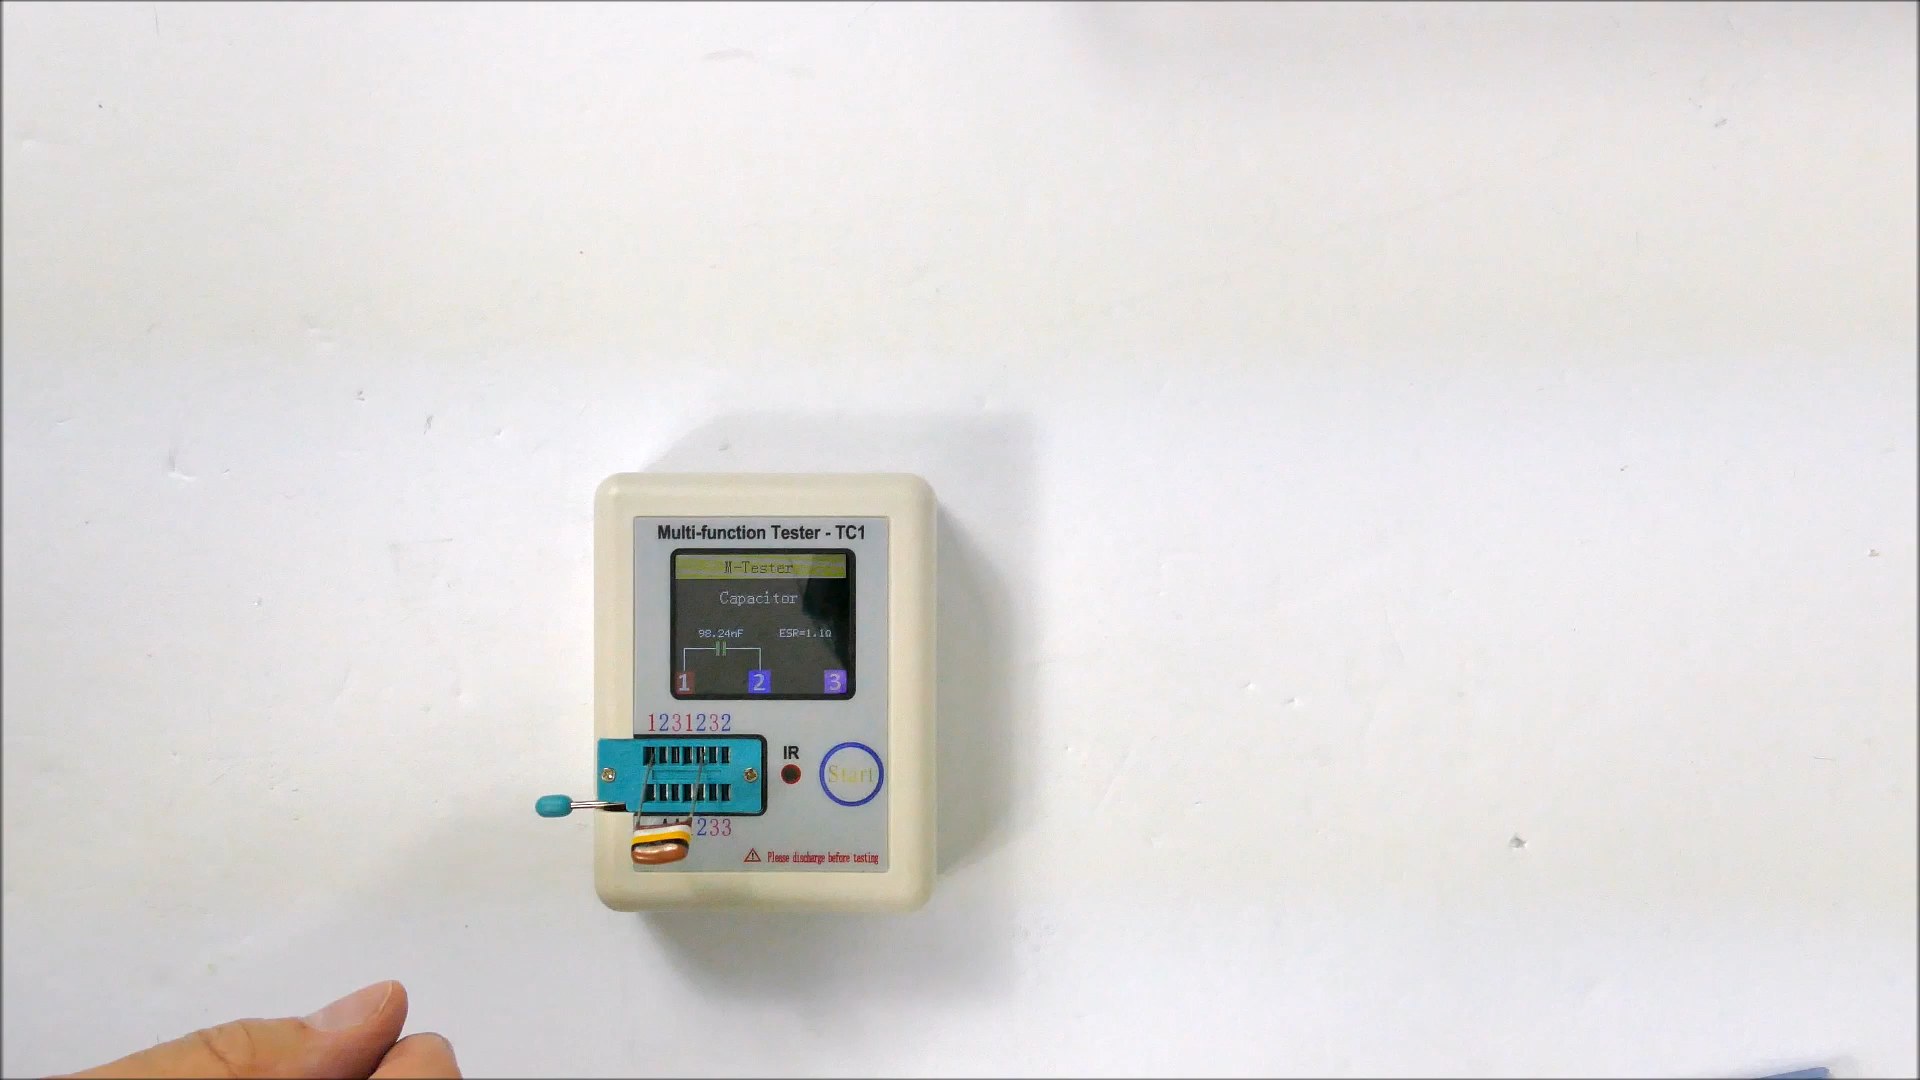 Multi-function Tester - TC1
M-Tester
Capacitor
98.24nF ESR=1.1Ω
1 2 3
1231232
IR
Start
233
Please discharge before testing